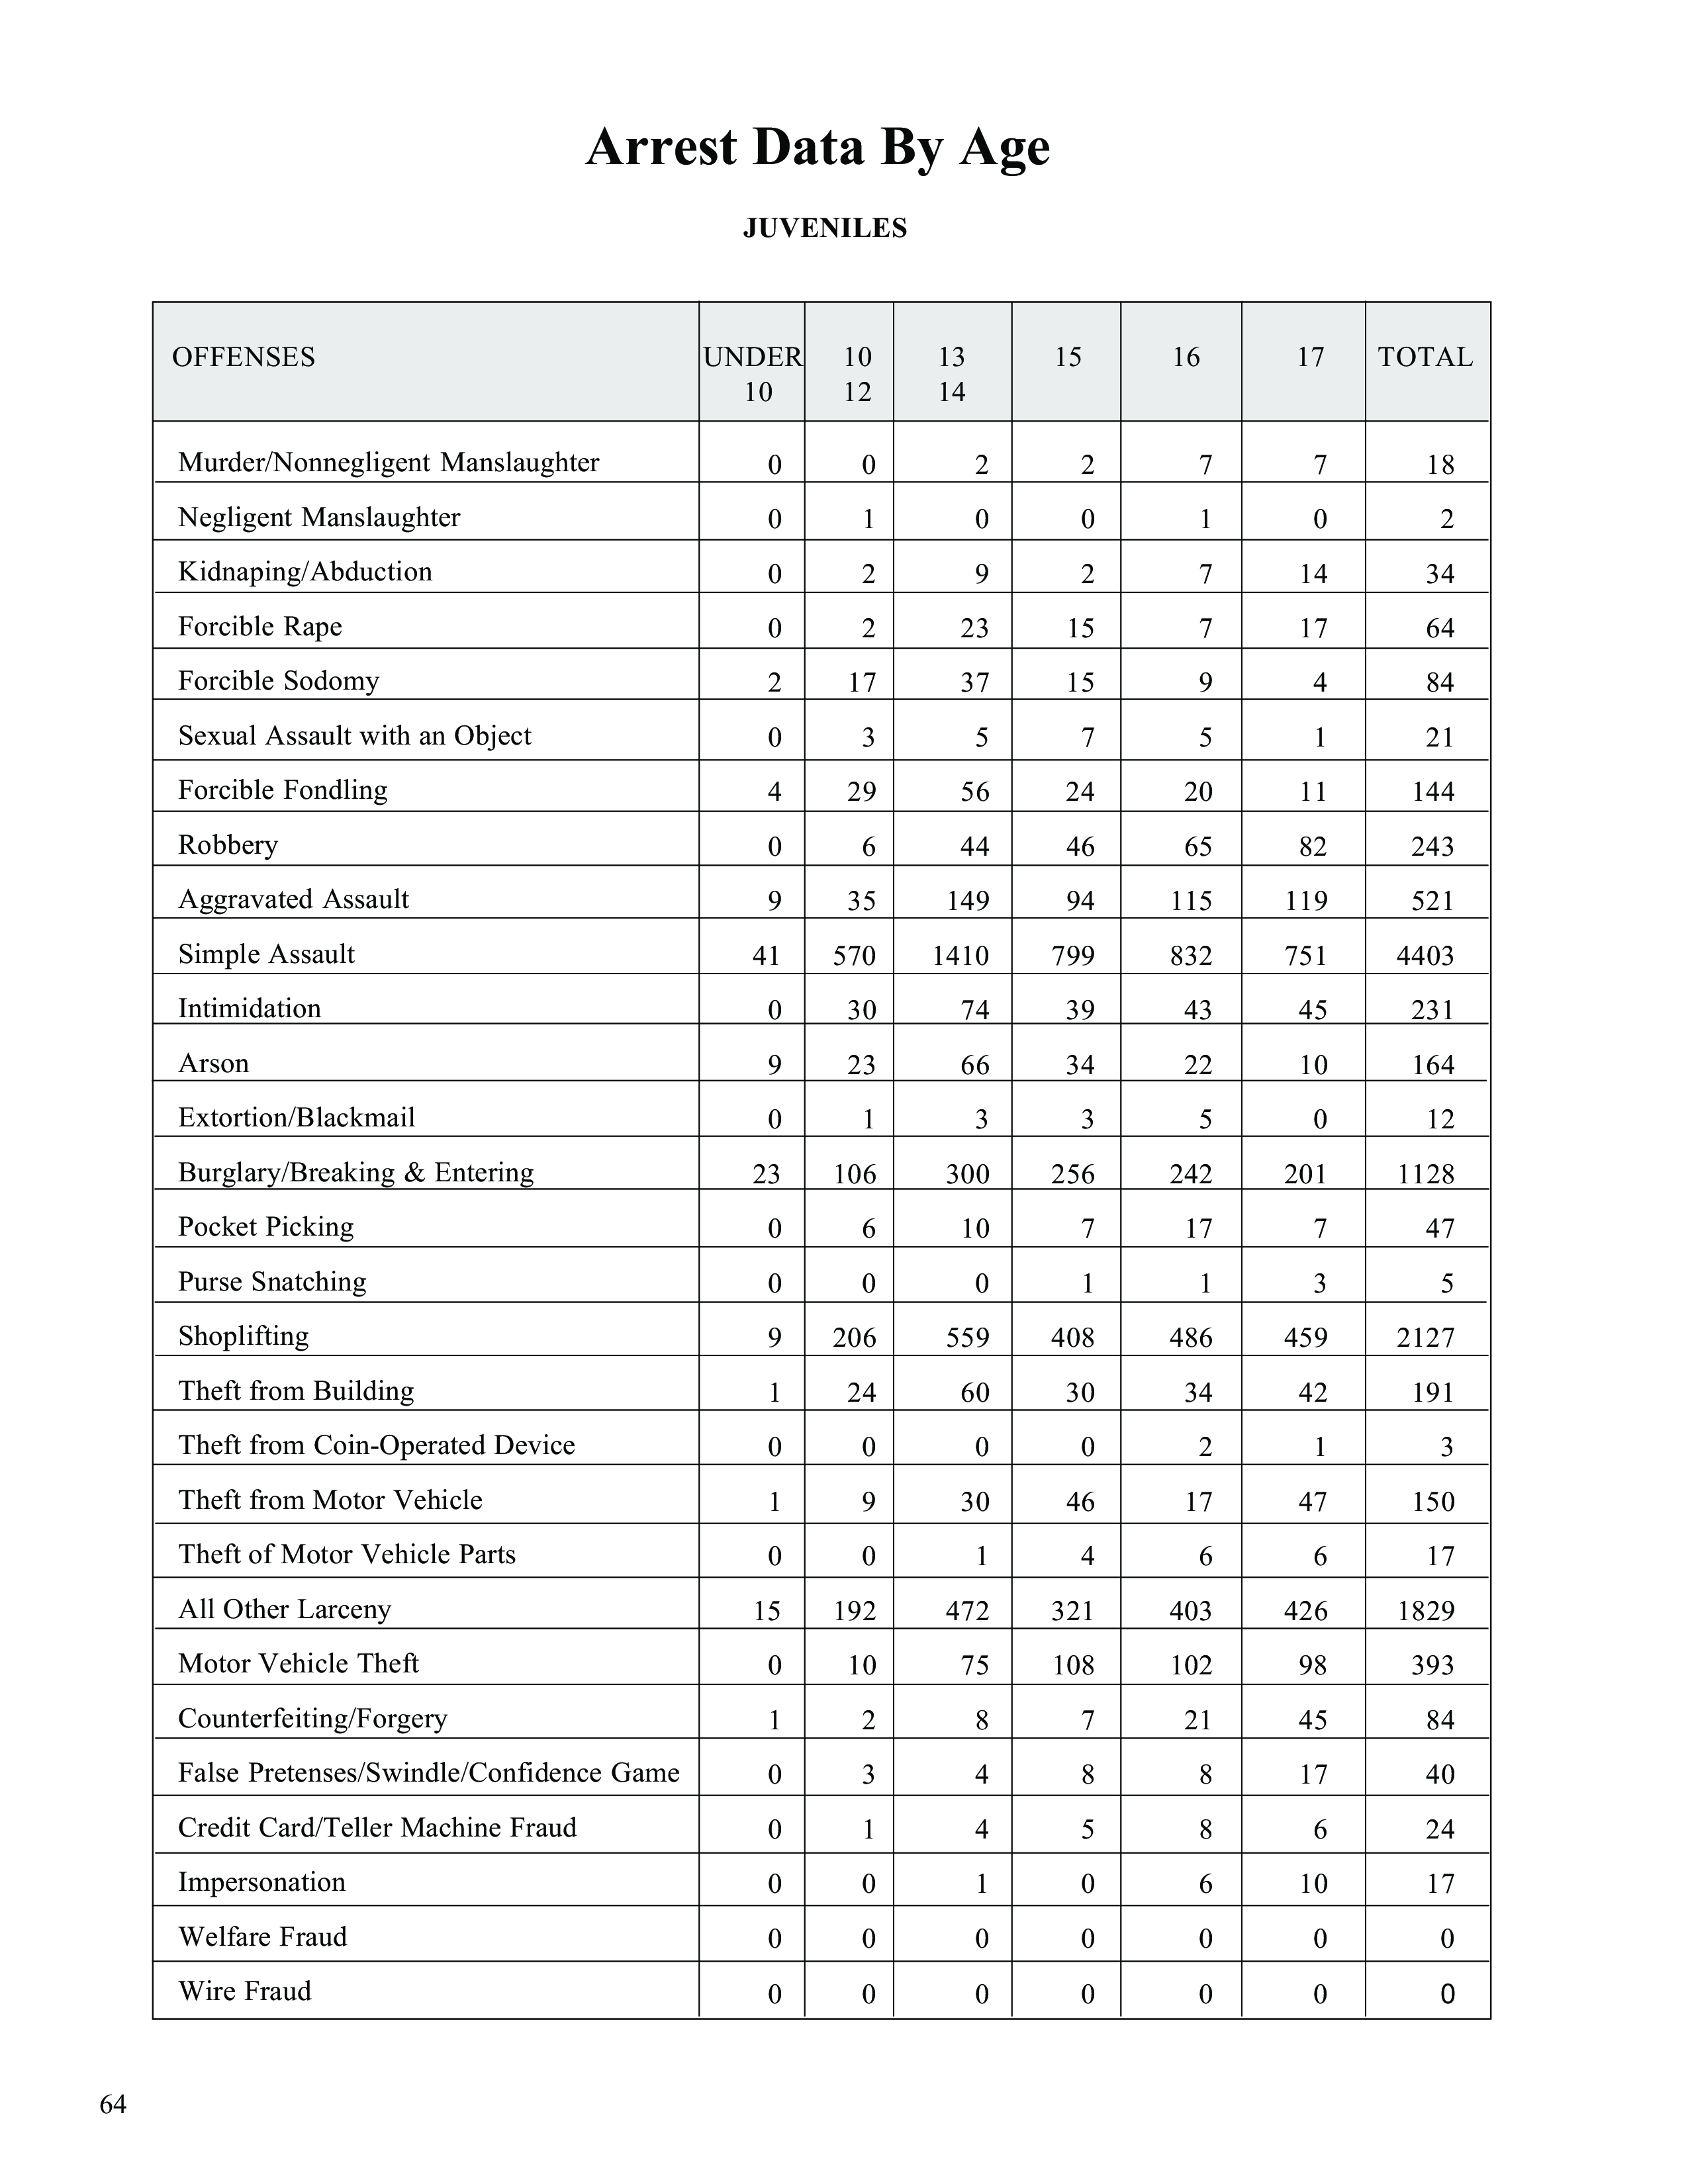 Arrest Data By Age
JUVENILES
OFFENSES UNDER 10 13 15 16 17 TOTAL
10 12 14
Murder/Nonnegligent Manslaughter 0 0 2 2 7 7 18
Negligent Manslaughter 0 1 0 0 1 0 2
Kidnaping/Abduction 0 2 9 2 7 14 34
Forcible Rape 0 2 23 15 7 17 64
Forcible Sodomy 2 17 37 15 9 4 84
Sexual Assault with an Object 0 3 5 7 5 1 21
Forcible Fondling 4 29 56 24 20 11 144
Robbery 0 6 44 46 65 82 243
Aggravated Assault 9 35 149 94 115 119 521
Simple Assault 41 570 1410 799 832 751 4403
Intimidation 0 30 74 39 43 45 231
Arson 9 23 66 34 22 10 164
Extortion/Blackmail 0 1 3 3 5 0 12
Burglary/Breaking & Entering 23 106 300 256 242 201 1128
Pocket Picking 0 6 10 7 17 7 47
Purse Snatching 0 0 0 1 1 3 5
Shoplifting 9 206 559 408 486 459 2127
Theft from Building 1 24 60 30 34 42 191
Theft from Coin-Operated Device 0 0 0 0 2 1 3
Theft from Motor Vehicle 1 9 30 46 17 47 150
Theft of Motor Vehicle Parts 0 0 1 4 6 6 17
All Other Larceny 15 192 472 321 403 426 1829
Motor Vehicle Theft 0 10 75 108 102 98 393
Counterfeiting/Forgery 1 2 8 7 21 45 84
False Pretenses/Swindle/Confidence Game 0 3 4 8 8 17 40
Credit Card/Teller Machine Fraud 0 1 4 5 8 6 24
Impersonation 0 0 1 0 6 10 17
Welfare Fraud 0 0 0 0 0 0 0
Wire Fraud 0 0 0 0 0 0 0
64